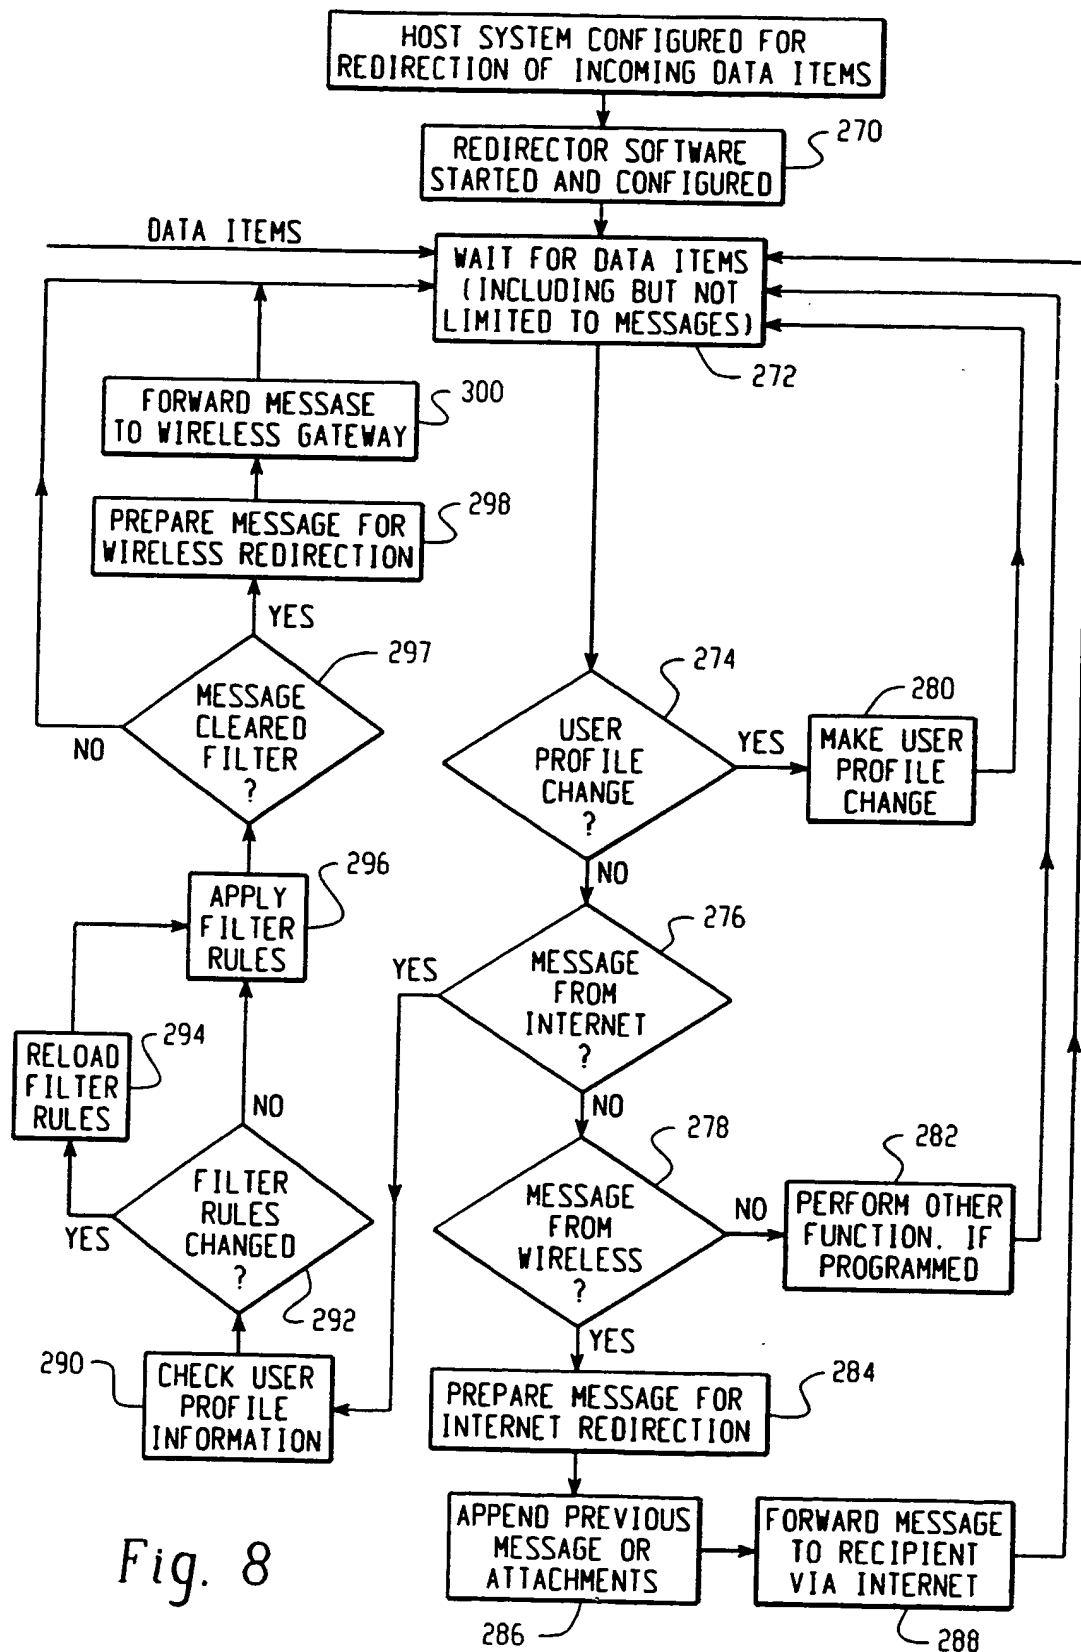 HOST SYSTEM CONFIGURED FOR
REDIRECTION OF INCOMING DATA ITEMS
270
REDIRECTOR SOFTWARE
STARTED AND CONFIGURED
DATA ITEMS
WAIT FOR DATA ITEMS
(INCLUDING BUT NOT
LIMITED TO MESSAGES)
272
300
FORWARD MESSASE
TO WIRELESS GATEWAY
298
PREPARE MESSAGE FOR
WIRELESS REDIRECTION
YES
297
MESSAGE
CLEARED
FILTER
?
NO
274
USER
PROFILE
CHANGE
?
YES
280
MAKE USER
PROFILE
CHANGE
NO
296
APPLY
FILTER
RULES
276
MESSAGE
FROM
INTERNET
?
YES
294
RELOAD
FILTER
RULES
NO
NO
278
MESSAGE
FROM
WIRELESS
?
NO
282
PERFORM OTHER
FUNCTION. IF
PROGRAMMED
FILTER
RULES
CHANGED
?
YES
292
YES
290
CHECK USER
PROFILE
INFORMATION
284
PREPARE MESSAGE FOR
INTERNET REDIRECTION
APPEND PREVIOUS
MESSAGE OR
ATTACHMENTS
286
FORWARD MESSAGE
TO RECIPIENT
VIA INTERNET
288
Fig. 8